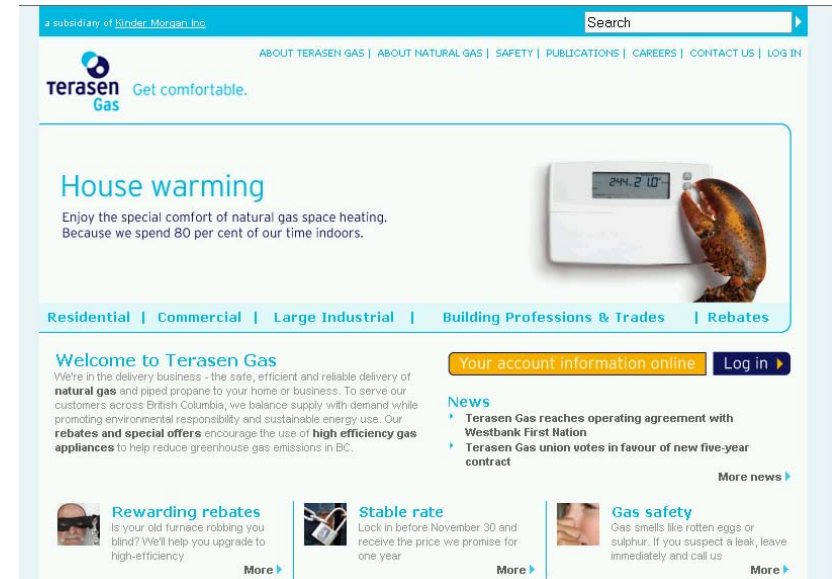 a subsidiary of Kinder Morgan Inc
Search
ABOUT TERASEN GAS | ABOUT NATURAL GAS | SAFETY | PUBLICATIONS | CAREERS | CONTACT US | LOG IN
Terasen
Gas
Get comfortable.
House warming
Enjoy the special comfort of natural gas space heating.
Because we spend 80 per cent of our time indoors.
Residential | Commercial | Large Industrial | Building Professions & Trades | Rebates
Welcome to Terasen Gas
We're in the delivery business - the safe, efficient and reliable delivery of
natural gas and piped propane to your home or business. To serve our
customers across British Columbia, we balance supply with demand while
promoting environmental responsibility and sustainable energy use. Our
rebates and special offers encourage the use of high efficiency gas
appliances to help reduce greenhouse gas emissions in BC.
Your account information online
Log in
News
Terasen Gas reaches operating agreement with
Westbank First Nation
Terasen Gas union votes in favour of new five-year
contract
More news
Rewarding rebates
Is your old furnace robbing you
blind? We'll help you upgrade to
high-efficiency
More
Stable rate
Lock in before November 30 and
receive the price we promise for
one year
More
Gas safety
Gas smells like rotten eggs or
sulphur. If you suspect a leak, leave
immediately and call us
More